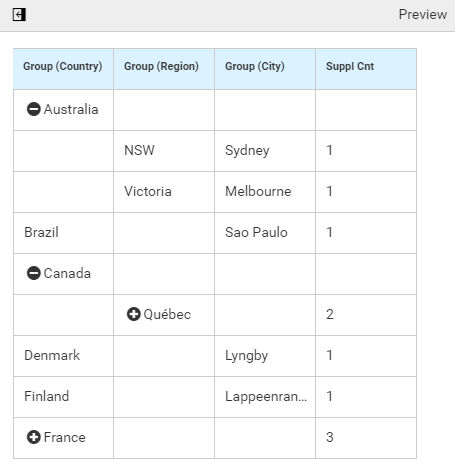 Preview
Group (Country) Group (Region) Group (City) Suppl Cnt
Australia
NSW Sydney 1
Victoria Melbourne 1
Brazil Sao Paulo 1
Canada
Québec 2
Denmark Lyngby 1
Finland Lappeenran... 1
France 3